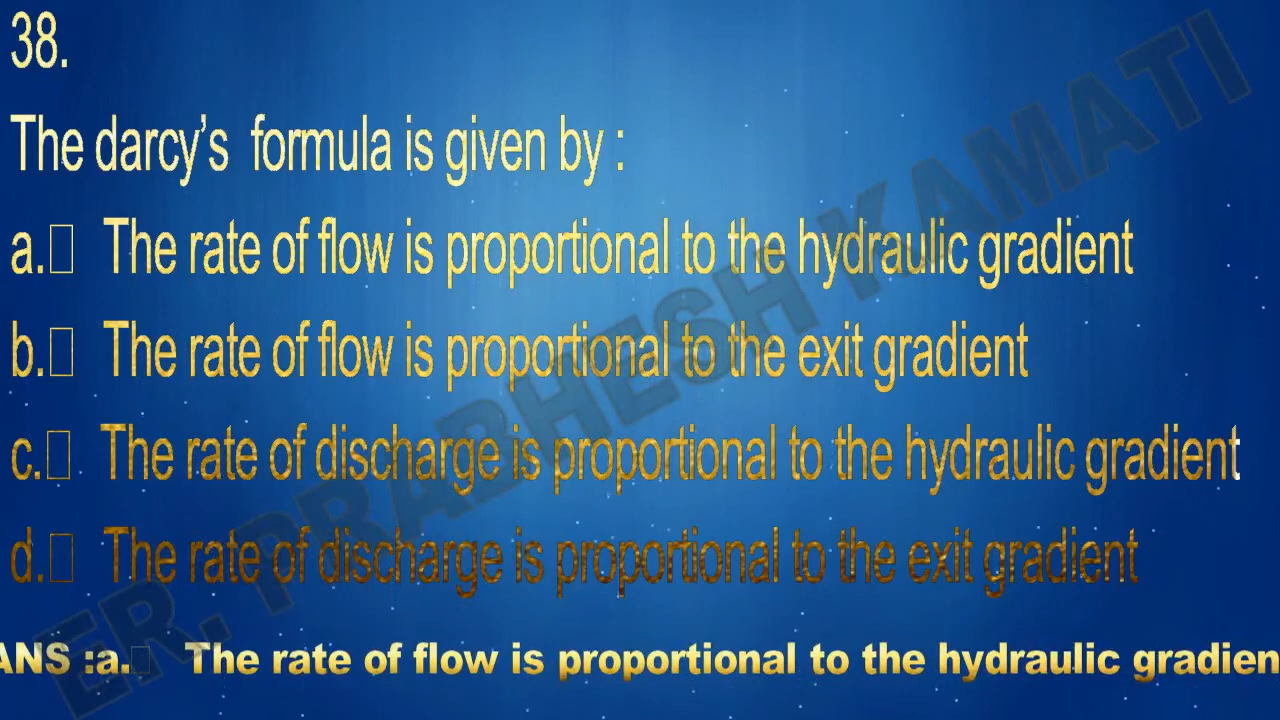 38.
The darcy’s formula is given by :
a. The rate of flow is proportional to the hydraulic gradient
b. The rate of flow is proportional to the exit gradient
c. The rate of discharge is proportional to the hydraulic gradient
d. The rate of discharge is proportional to the exit gradient
ANS :a. The rate of flow is proportional to the hydraulic gradien
ER. PRABHESH KAMATI